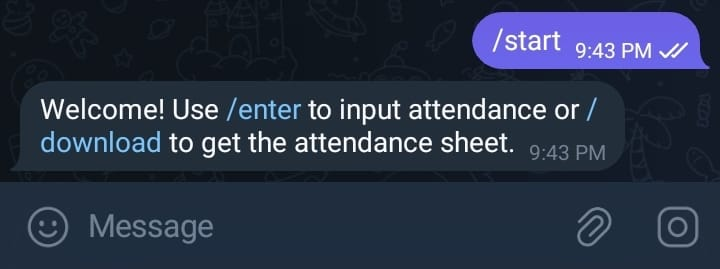 /start 9:43 PM
Welcome! Use /enter to input attendance or /
download to get the attendance sheet. 9:43 PM
Message